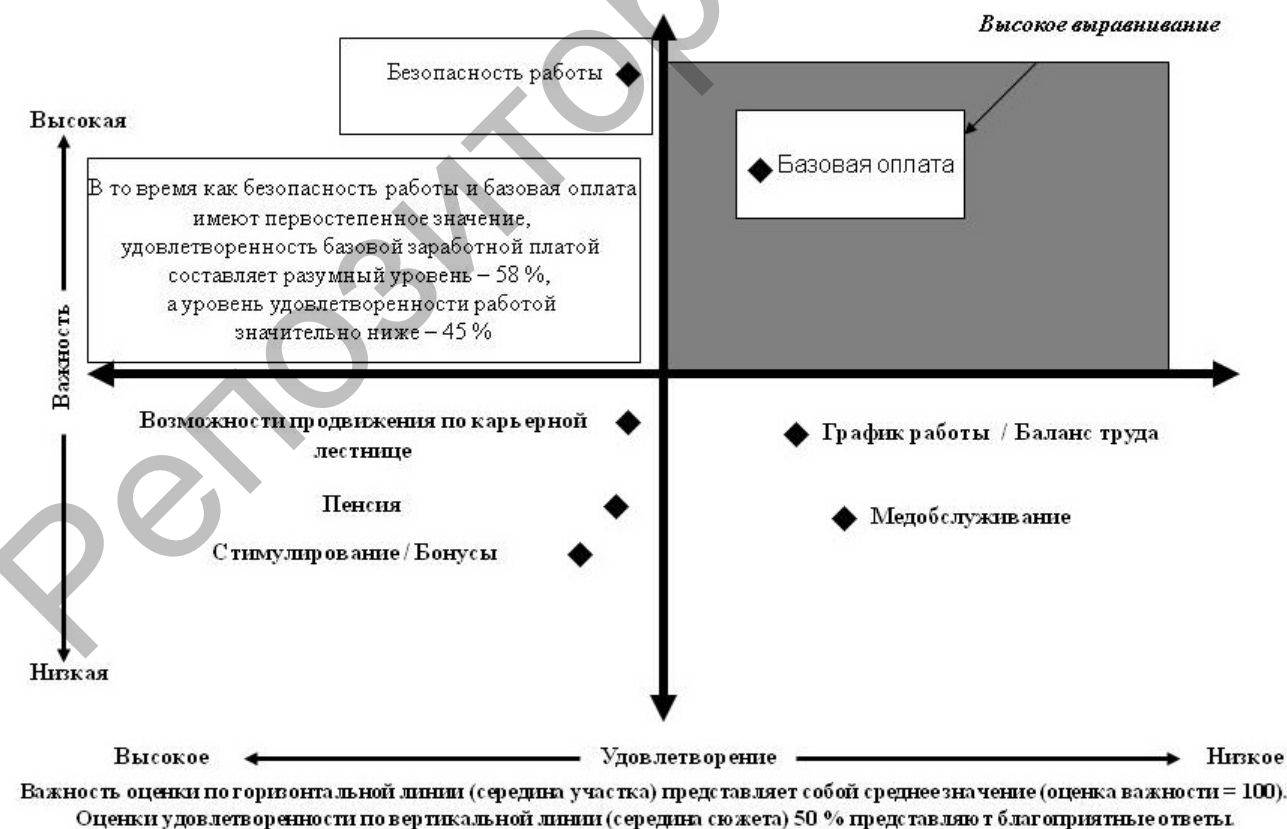 Высокое выравнивание
Безопасность работы
Высокая
Базовая оплата
В то время как безопасность работы и базовая оплата
имеют первостепенное значение,
удовлетворенность базовой заработной платой
составляет разумный уровень – 58 %,
а уровень удовлетворенности работой
значительно ниже – 45 %
Важность
Возможности продвижения по карьерной
лестнице
График работы / Баланс труда
Пенсия
Медобслуживание
Стимулирование / Бонусы
Низкая
Высокое
Удовлетворение
Низкое
Важность оценки по горизонтальной линии (середина участка) представляет собой среднее значение (оценка важности = 100).
Оценки удовлетворенности по вертикальной линии (середина сюжета) 50 % представляют благоприятные ответы.
Репозитор